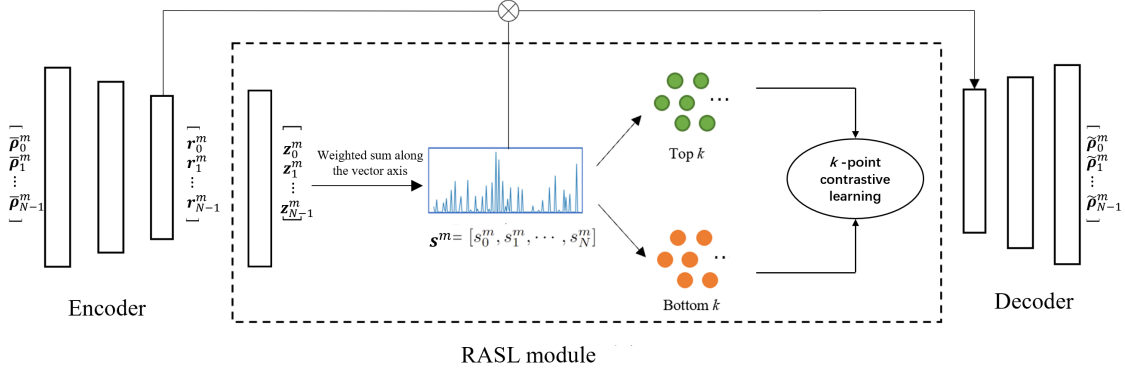 [ρ̅₀ᵐ
ρ̅₁ᵐ
⋯
ρ̅ᵐ_{N-1}]
Encoder
[r₀ᵐ
r₁ᵐ
⋯
rᵐ_{N-1}]
[z₀ᵐ
z₁ᵐ
⋯
zᵐ_{N-1}]
Weighted sum along
the vector axis
sᵐ= [s₀ᵐ, s₁ᵐ, ⋯, sᵐ_N]
...
Top k
..
Bottom k
k -point
contrastive
learning
RASL module
[ρ̃₀ᵐ
ρ̃₁ᵐ
⋯
ρ̃ᵐ_{N-1}]
Decoder